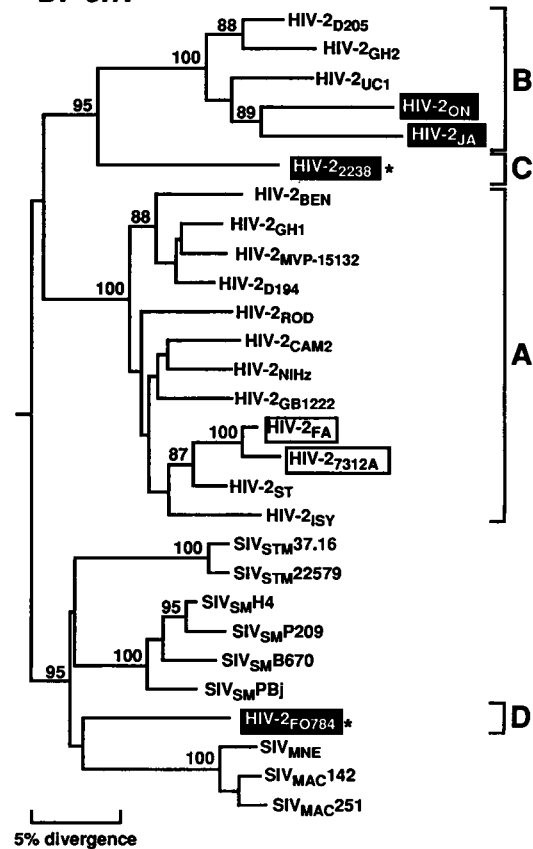 B. env
88 HIV-2D205
HIV-2GH2
100
HIV-2UC1
B
95
89 HIV-2ON
HIV-2JA
HIV-22238 *
C
HIV-2BEN
88
HIV-2GH1
HIV-2MVP-15132
100
HIV-2D194
HIV-2ROD
HIV-2CAM2
A
HIV-2NIHz
HIV-2GB1222
100 HIV-2FA
87
HIV-27312A
HIV-2ST
HIV-2ISY
100 SIVSTM37.16
SIVSTM22579
95 SIVSMH4
SIVSMP209
100 SIVSMB670
95
SIVSMPBj
HIV-2FO784 *
D
SIVMNE
100
SIVMAC142
SIVMAC251
5% divergence